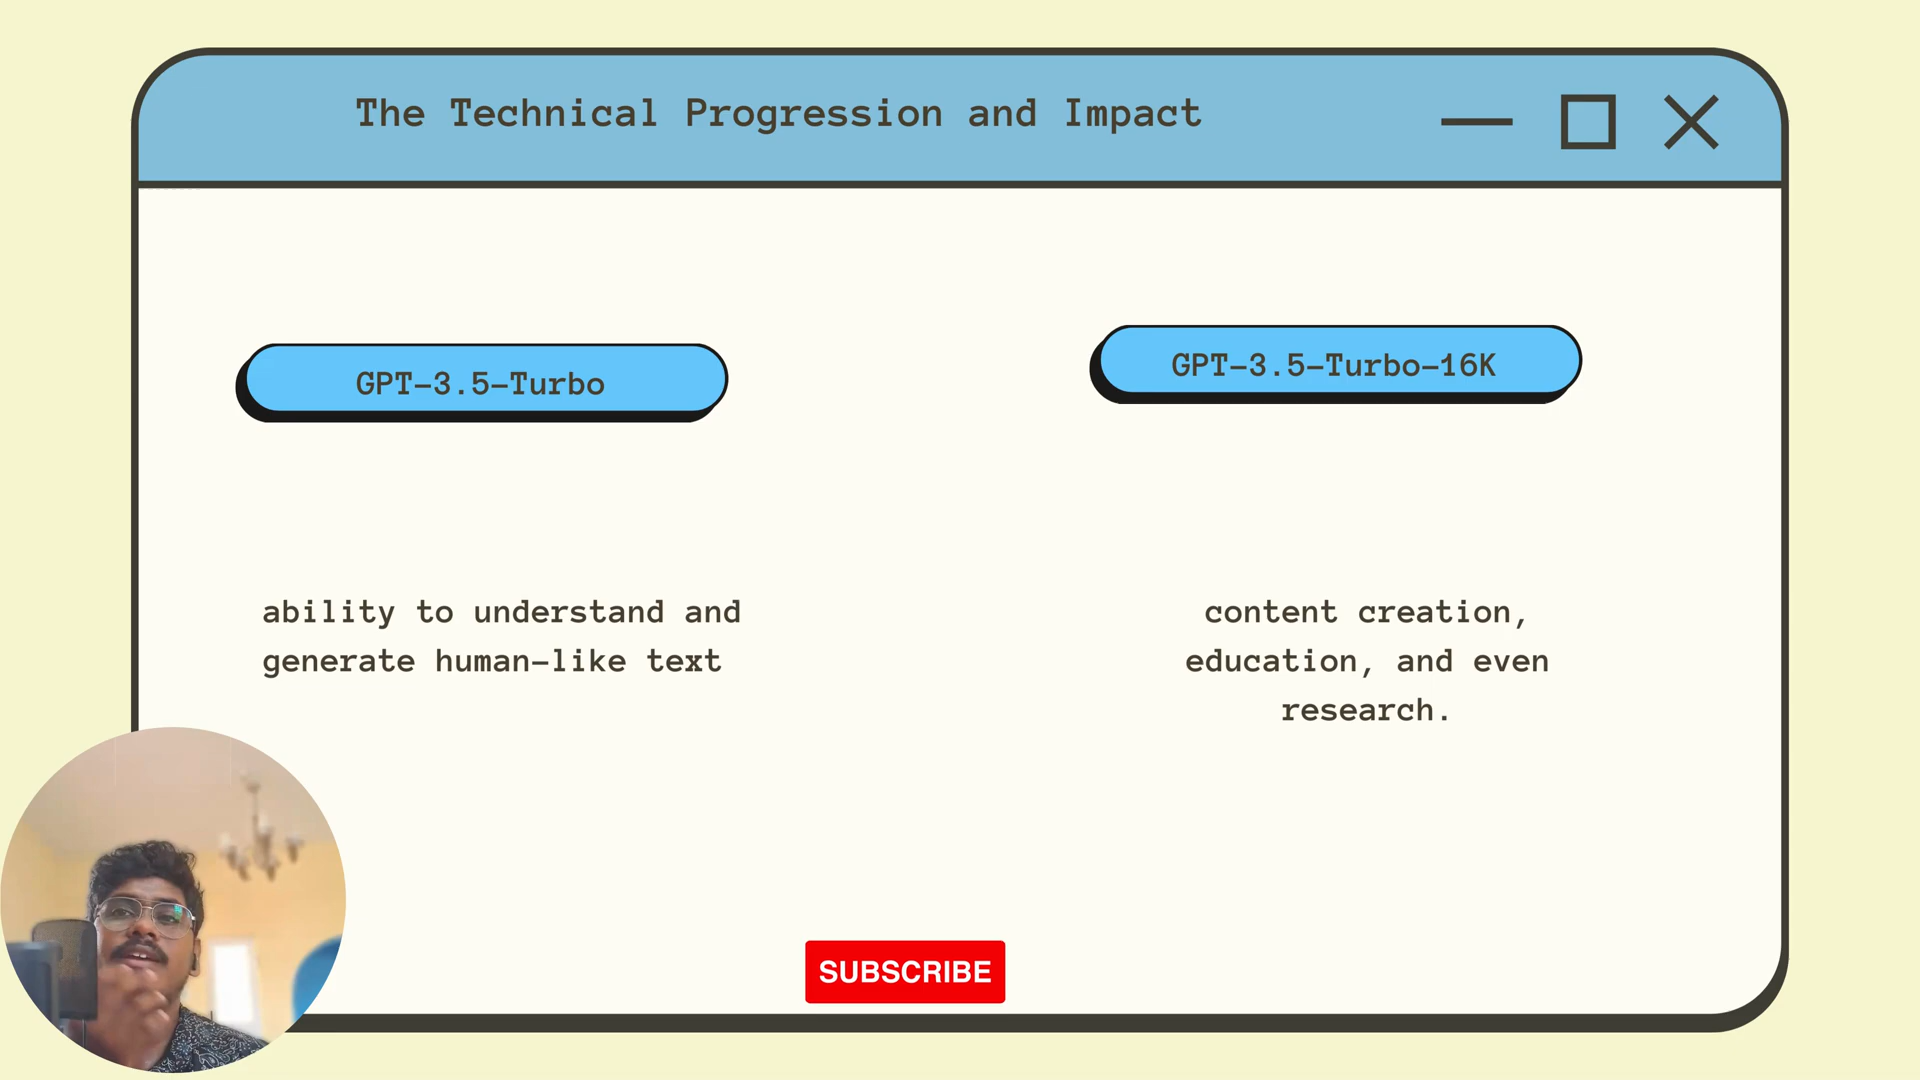 The Technical Progression and Impact
GPT-3.5-Turbo
GPT-3.5-Turbo-16K
ability to understand and
generate human-like text
content creation,
education, and even
research.
SUBSCRIBE